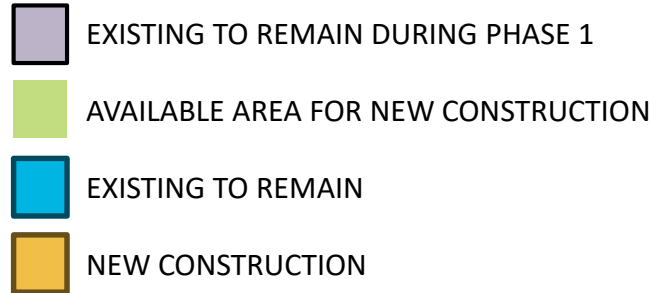 EXISTING TO REMAIN DURING PHASE 1
AVAILABLE AREA FOR NEW CONSTRUCTION
EXISTING TO REMAIN
NEW CONSTRUCTION